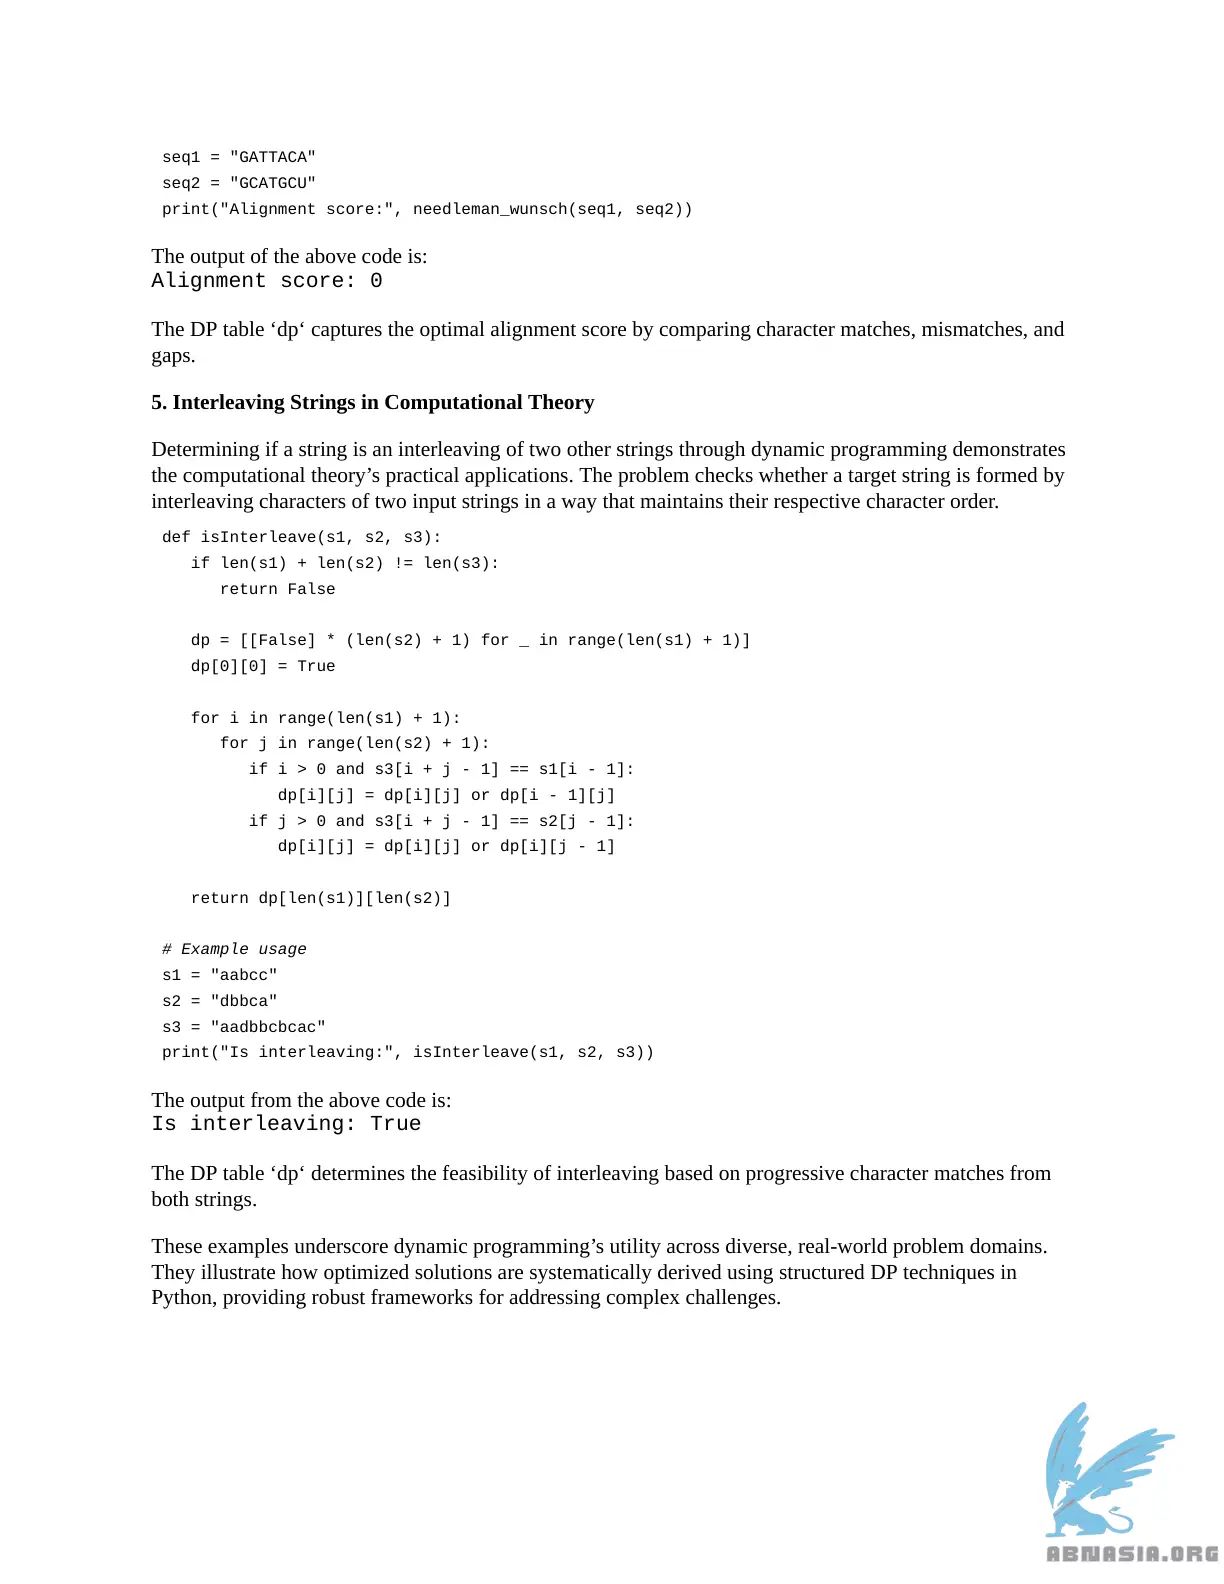 seq1 = "GATTACA"
seq2 = "GCATGCU"
print("Alignment score:", needleman_wunsch(seq1, seq2))
The output of the above code is:
Alignment score: 0
The DP table ‘dp‘ captures the optimal alignment score by comparing character matches, mismatches, and
gaps.
5. Interleaving Strings in Computational Theory
Determining if a string is an interleaving of two other strings through dynamic programming demonstrates
the computational theory’s practical applications. The problem checks whether a target string is formed by
interleaving characters of two input strings in a way that maintains their respective character order.
def isInterleave(s1, s2, s3):
   if len(s1) + len(s2) != len(s3):
      return False
   dp = [[False] * (len(s2) + 1) for _ in range(len(s1) + 1)]
   dp[0][0] = True
   for i in range(len(s1) + 1):
      for j in range(len(s2) + 1):
         if i > 0 and s3[i + j - 1] == s1[i - 1]:
            dp[i][j] = dp[i][j] or dp[i - 1][j]
         if j > 0 and s3[i + j - 1] == s2[j - 1]:
            dp[i][j] = dp[i][j] or dp[i][j - 1]
   return dp[len(s1)][len(s2)]
# Example usage
s1 = "aabcc"
s2 = "dbbca"
s3 = "aadbbcbcac"
print("Is interleaving:", isInterleave(s1, s2, s3))
The output from the above code is:
Is interleaving: True
The DP table ‘dp‘ determines the feasibility of interleaving based on progressive character matches from
both strings.
These examples underscore dynamic programming’s utility across diverse, real-world problem domains.
They illustrate how optimized solutions are systematically derived using structured DP techniques in
Python, providing robust frameworks for addressing complex challenges.
ABNASIA.ORG